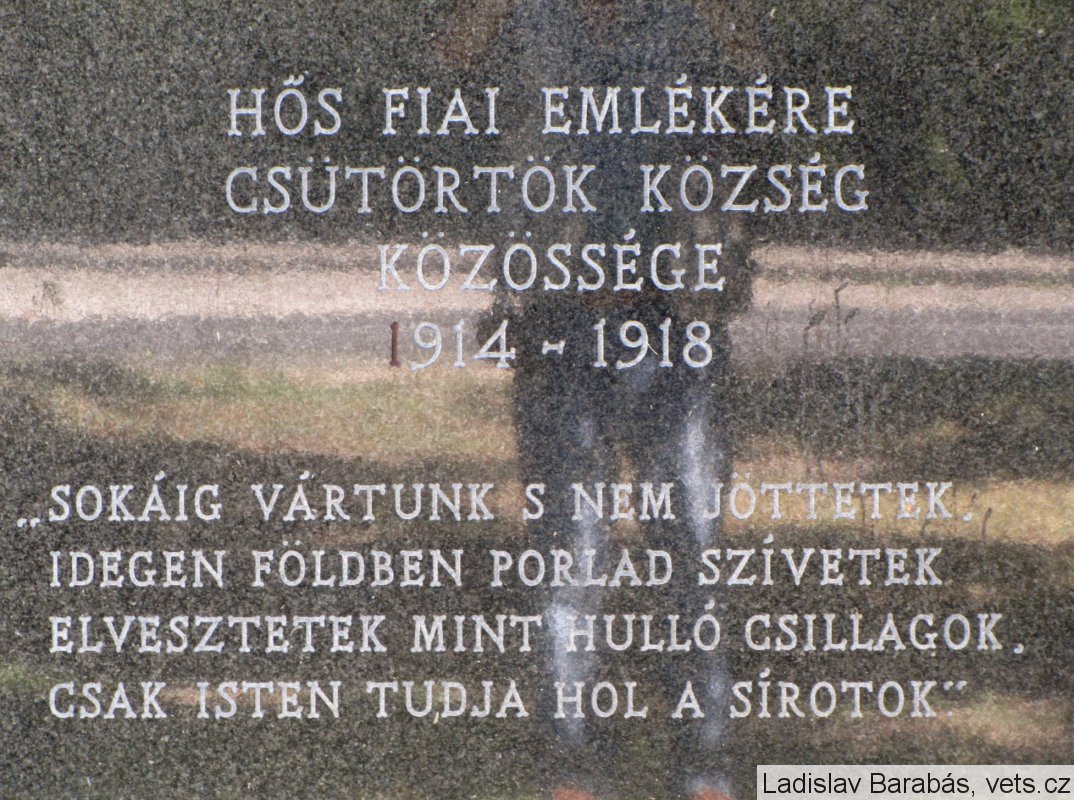 HŐS FIAI EMLÉKÉRE
CSÜTÖRTÖK KÖZSÉG
KÖZÖSSÉGE
1914 - 1918
„SOKÁIG VÁRTUNK S NEM JÖTTETEK,
IDEGEN FÖLDBEN PORLAD SZÍVETEK
ELVESZTETEK MINT HULLÓ CSILLAGOK,
CSAK ISTEN TUDJA HOL A SÍROTOK"
Ladislav Barabás, vets.cz